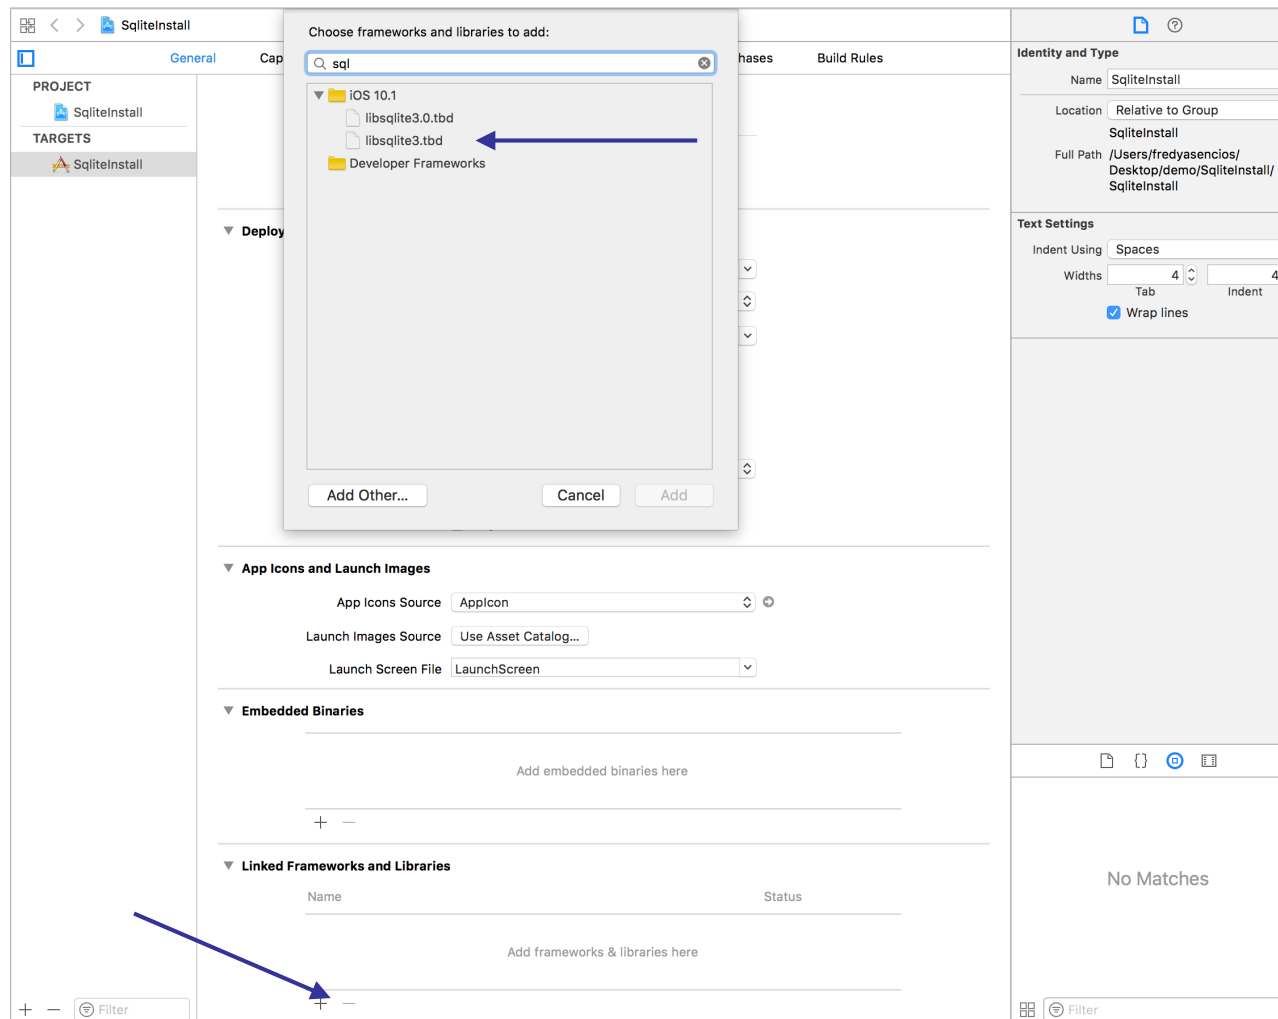 SqliteInstall
General
Cap
hases
Build Rules
PROJECT
SqliteInstall
TARGETS
SqliteInstall
Choose frameworks and libraries to add:
sql
iOS 10.1
libsqlite3.0.tbd
libsqlite3.tbd
Developer Frameworks
Add Other...
Cancel
Add
Deploy
App Icons and Launch Images
App Icons Source AppIcon
Launch Images Source Use Asset Catalog...
Launch Screen File LaunchScreen
Embedded Binaries
Add embedded binaries here
Linked Frameworks and Libraries
Name Status
Add frameworks & libraries here
Filter
Identity and Type
Name SqliteInstall
Location Relative to Group
SqliteInstall
Full Path /Users/fredyasencios/
Desktop/demo/SqliteInstall/
SqliteInstall
Text Settings
Indent Using Spaces
Widths 4 4
Tab Indent
Wrap lines
No Matches
Filter